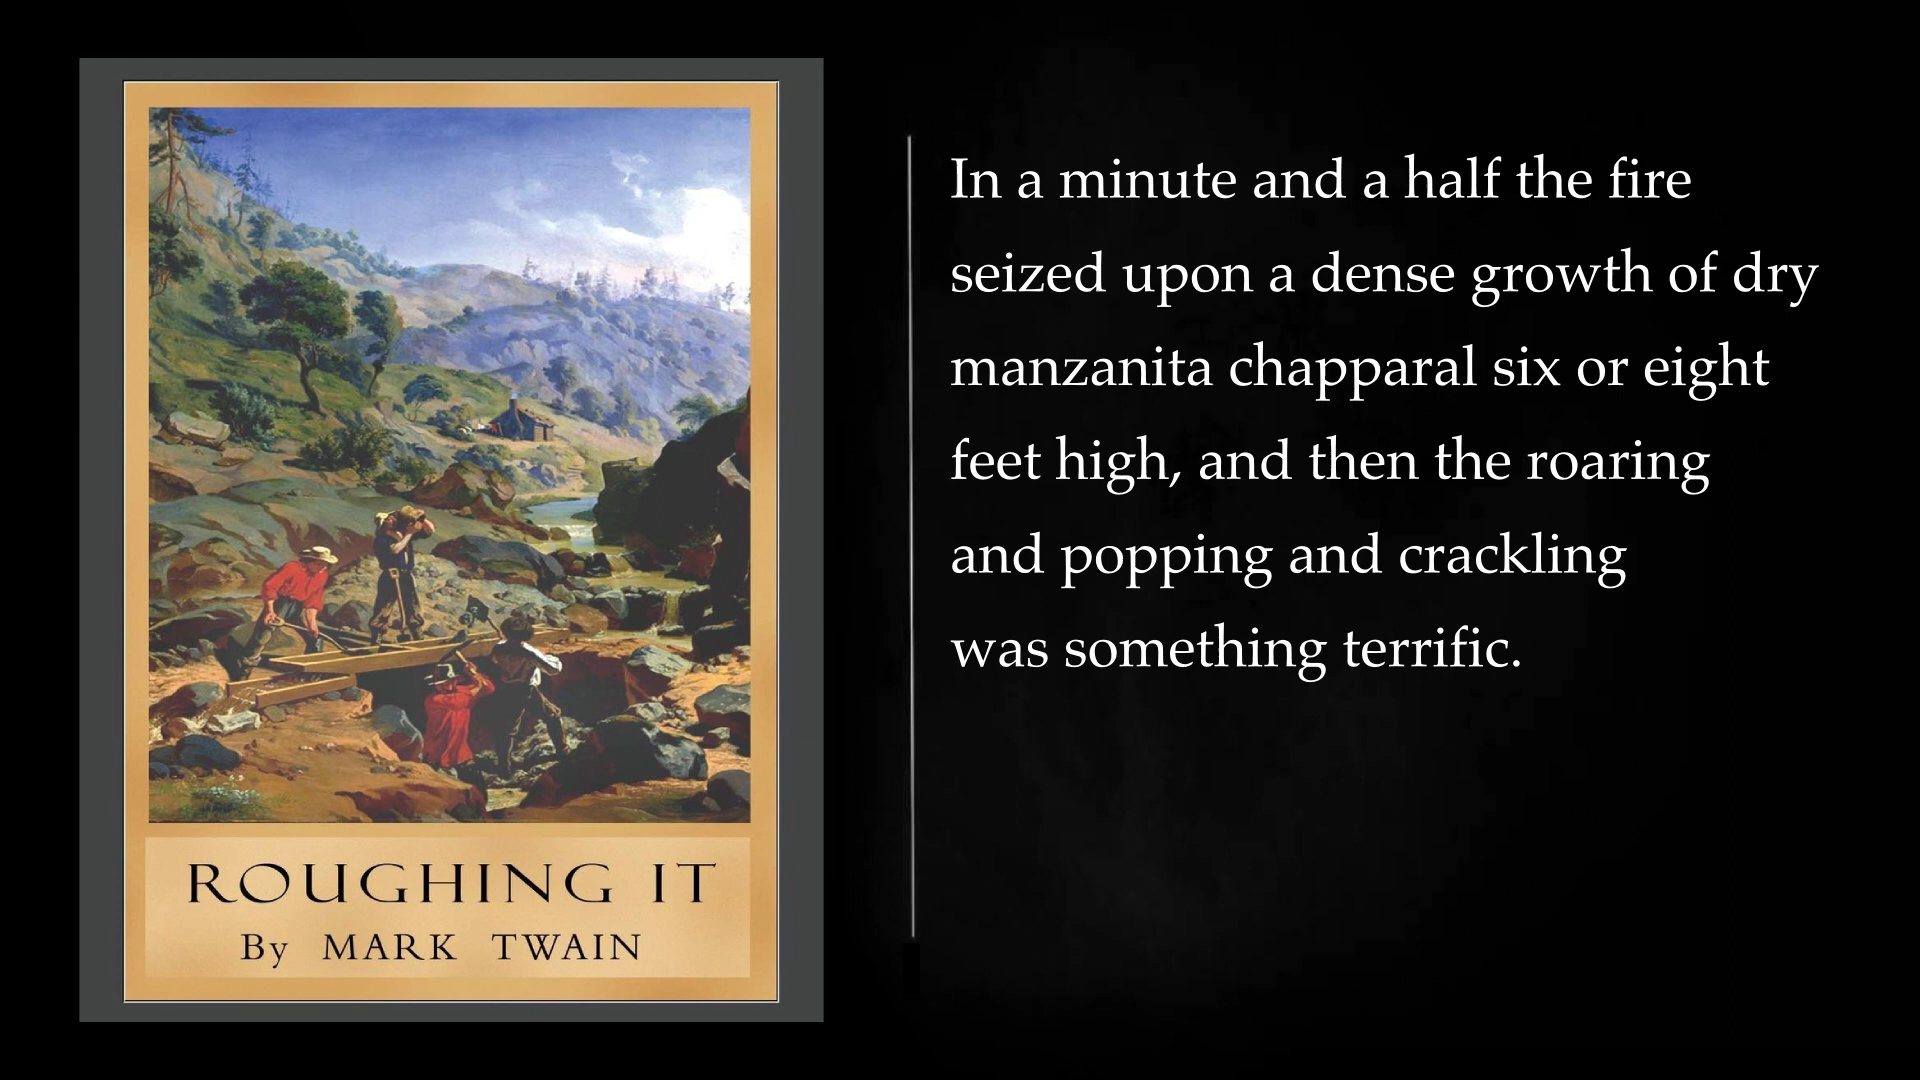 ROUGHING IT
By MARK TWAIN
In a minute and a half the fire
seized upon a dense growth of dry
manzanita chapparal six or eight
feet high, and then the roaring
and popping and crackling
was something terrific.